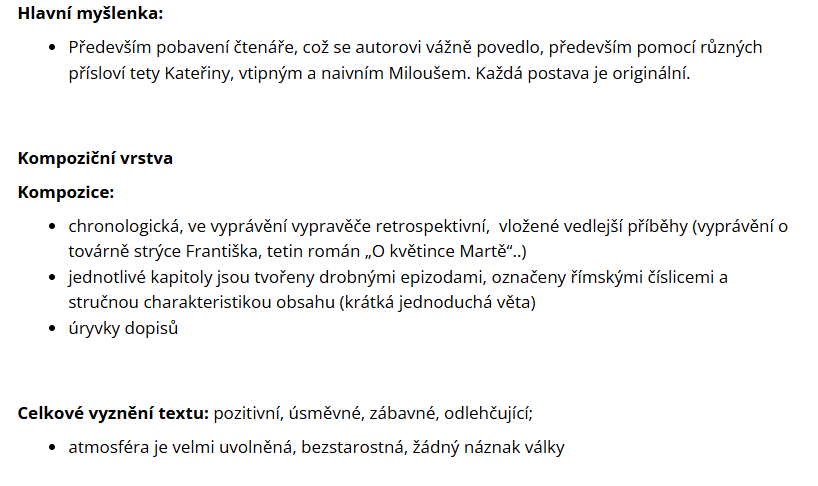 Hlavní myšlenka:
• Především pobavení čtenáře, což se autorovi vážně povedlo, především pomocí různých
přísloví tety Kateřiny, vtipným a naivním Miloušem. Každá postava je originální.
Kompoziční vrstva
Kompozice:
• chronologická, ve vyprávění vypravěče retrospektivní,  vložené vedlejší příběhy (vyprávění o
továrně strýce Františka, tetin román „O květince Martě“..)
• jednotlivé kapitoly jsou tvořeny drobnými epizodami, označeny římskými číslicemi a
stručnou charakteristikou obsahu (krátká jednoduchá věta)
• úryvky dopisů
Celkové vyznění textu: pozitivní, úsměvné, zábavné, odlehčující;
• atmosféra je velmi uvolněná, bezstarostná, žádný náznak války